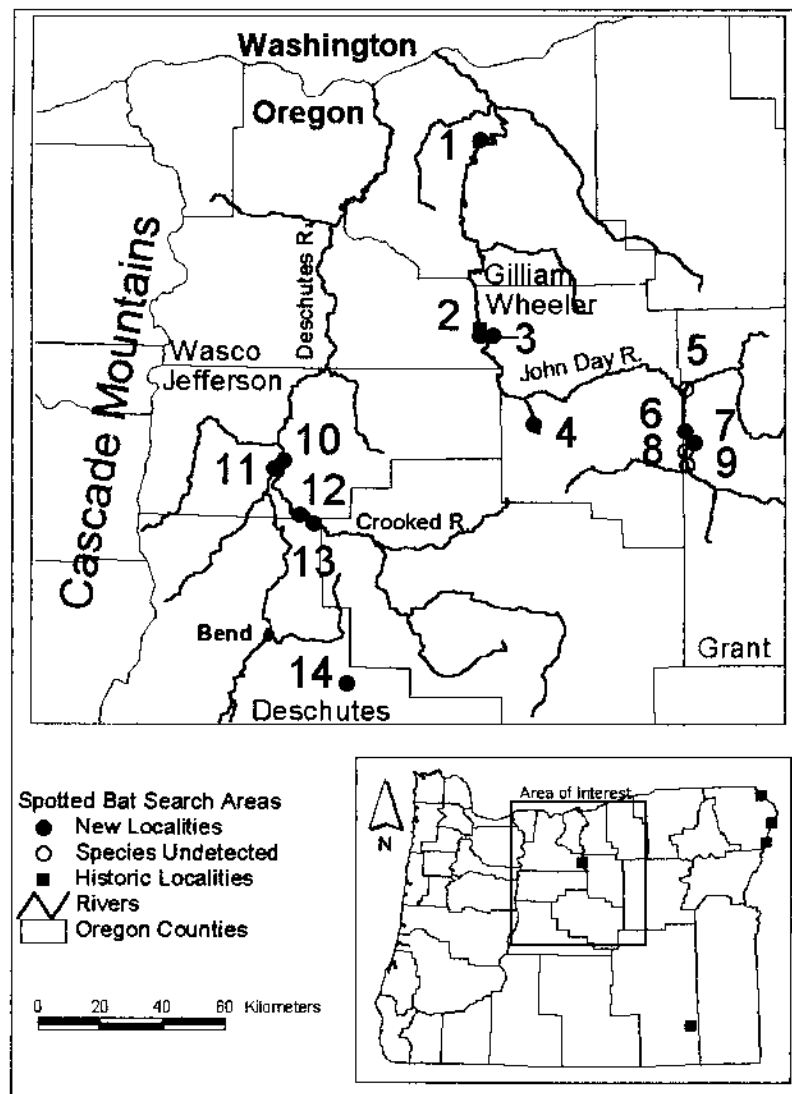 Washington
Oregon
1
Cascade Mountains
Deschutes R.
Gilliam
Wheeler
2
3
John Day R.
5
Wasco
Jefferson
6
7
4
8
9
10
11
12
Crooked R.
13
Bend
14
Grant
Deschutes
Spotted Bat Search Areas
New Localities
Species Undetected
Historic Localities
Rivers
Oregon Counties
0 20 40 60 Kilometers
Area of Interest
N